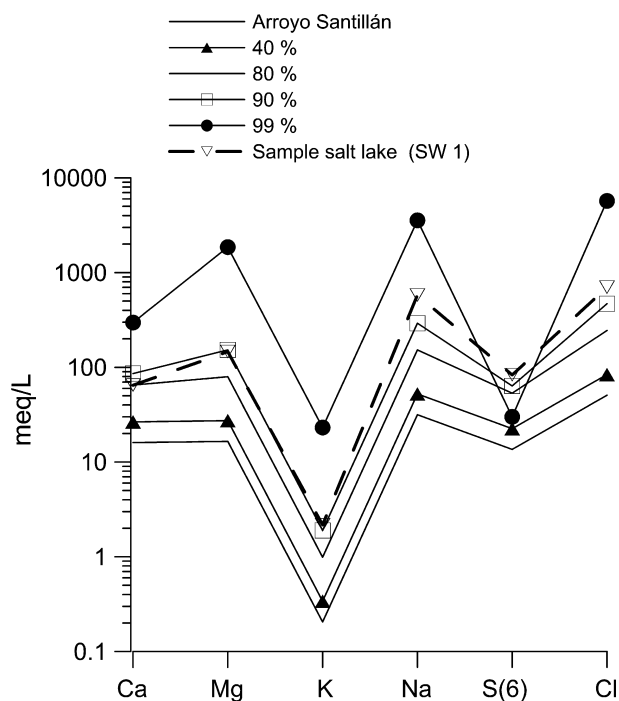 Arroyo Santillán
40 %
80 %
90 %
99 %
Sample salt lake (SW 1)
10000
1000
100
10
1
0.1
meq/L
Ca Mg K Na S(6) Cl